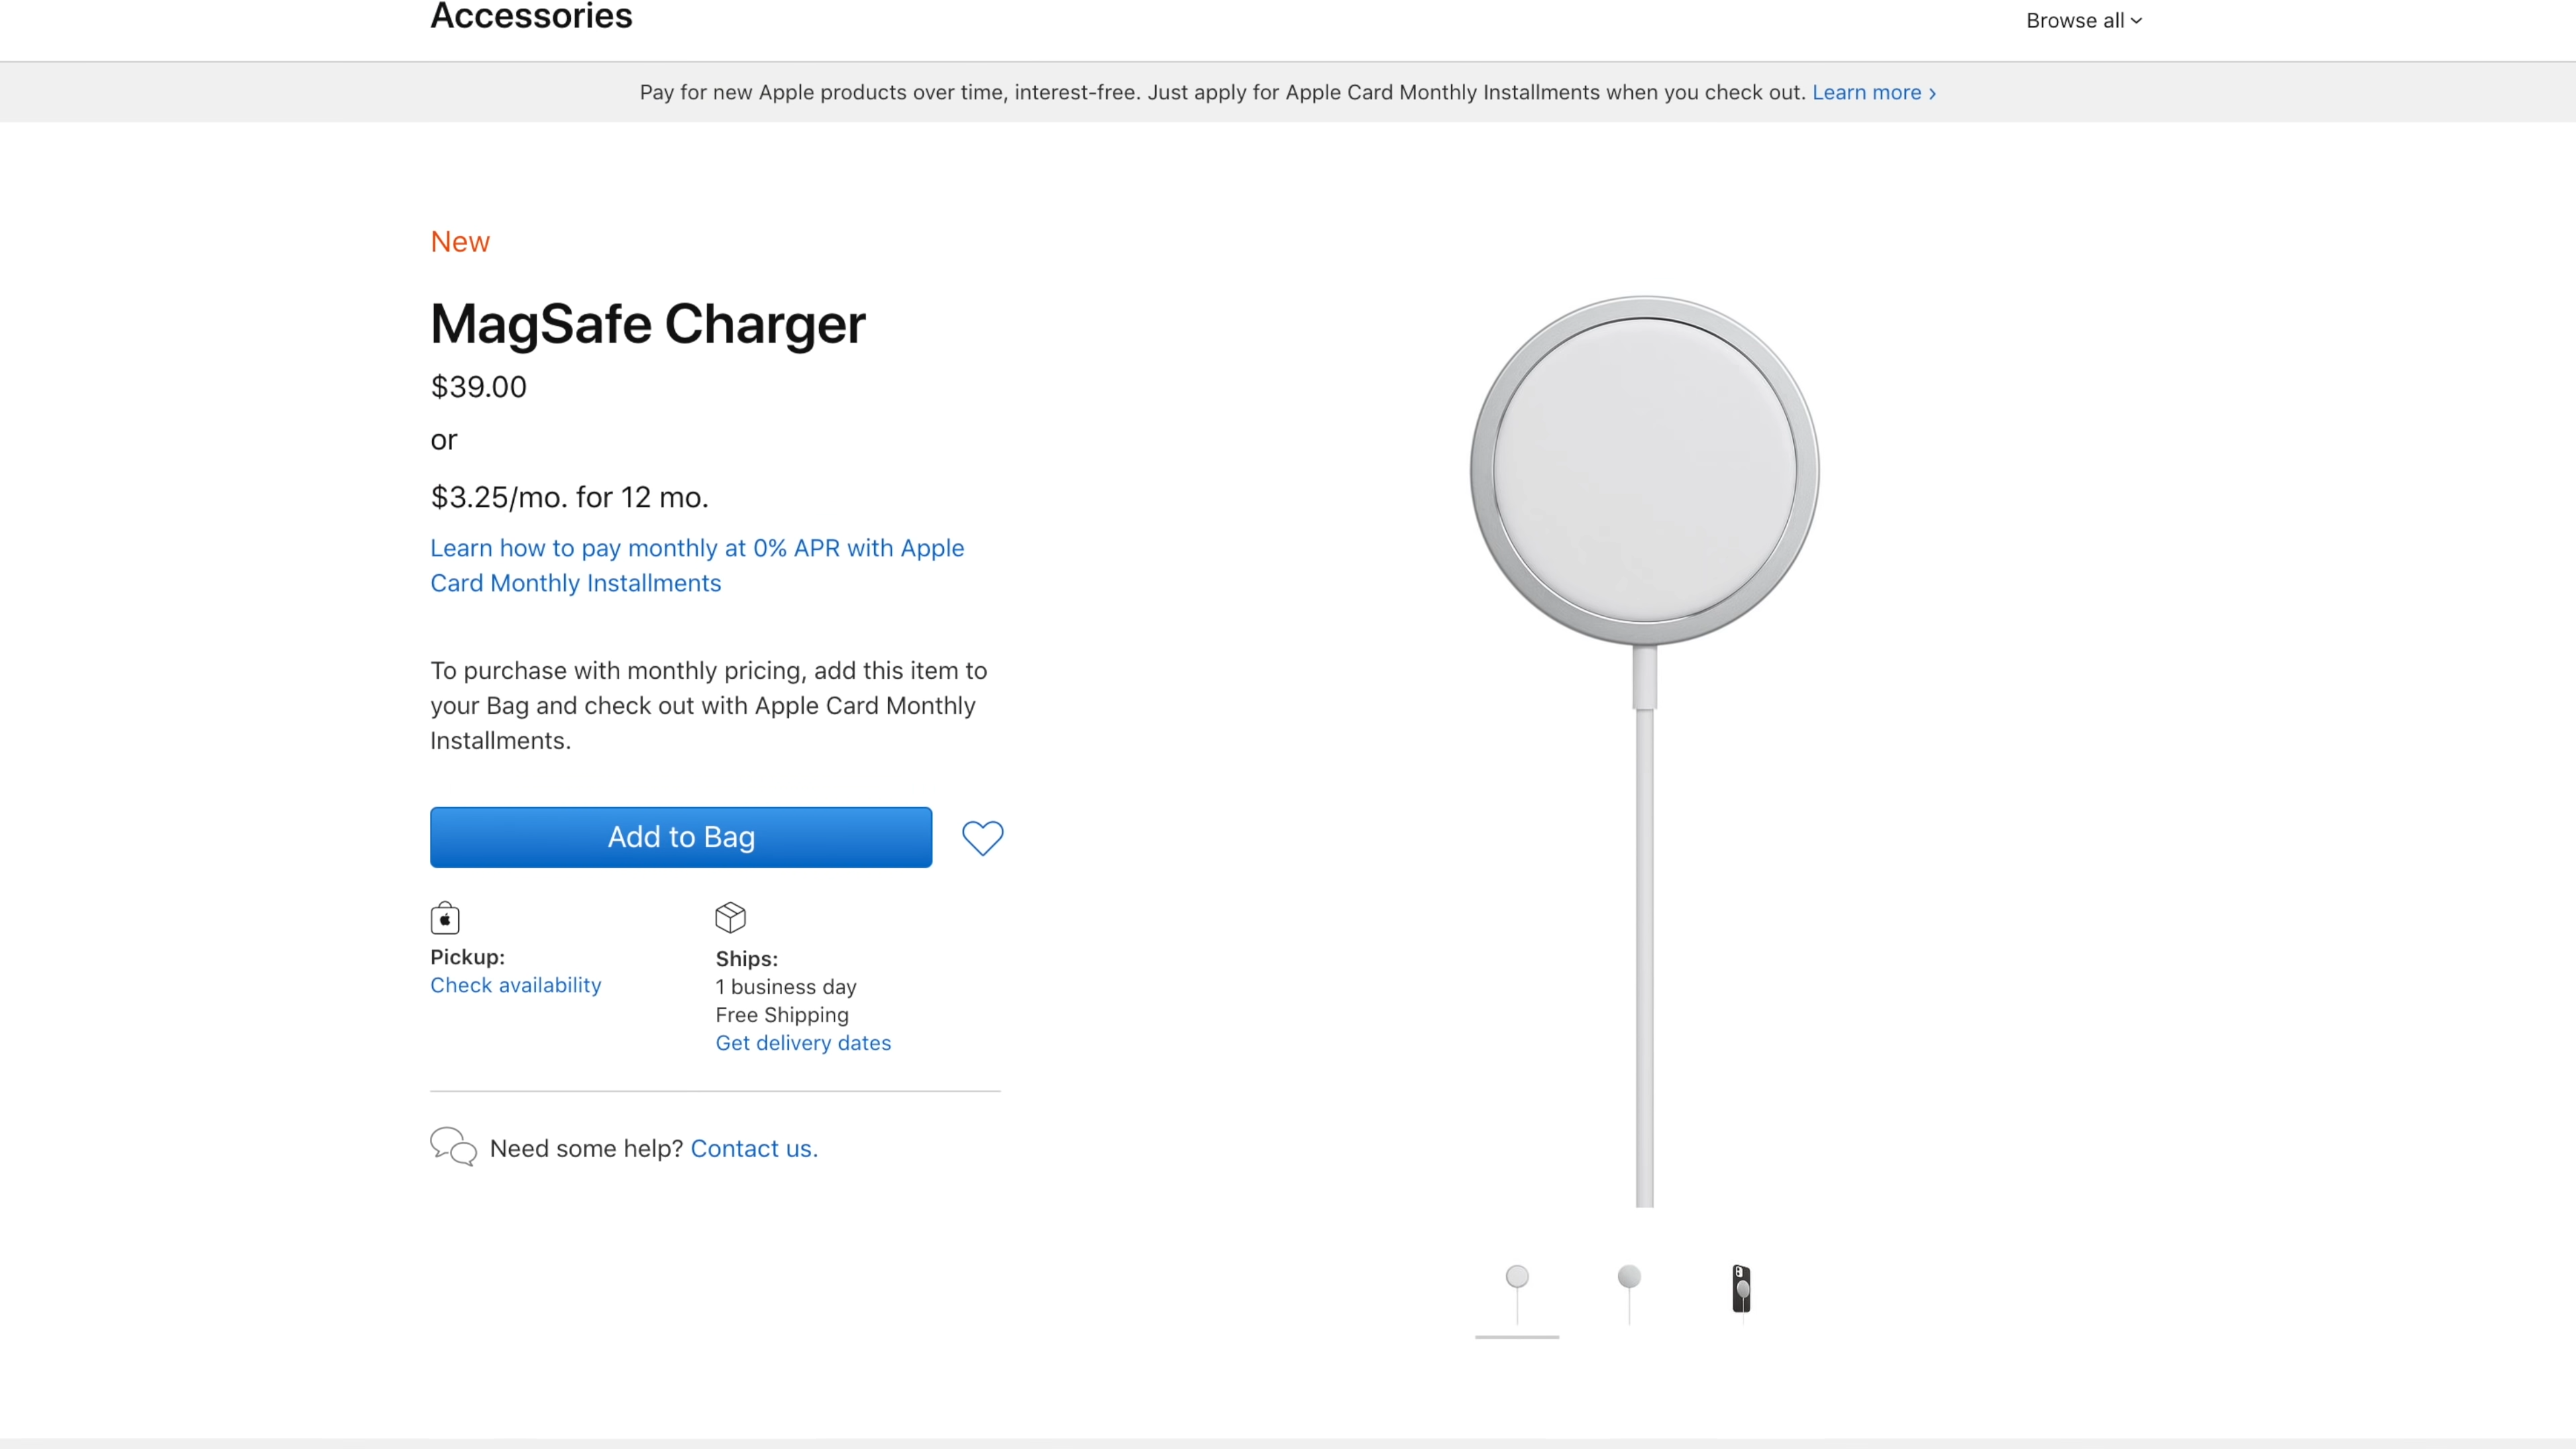 Accessories
Browse all
Pay for new Apple products over time, interest-free. Just apply for Apple Card Monthly Installments when you check out. Learn more ›
New
MagSafe Charger
$39.00
or
$3.25/mo. for 12 mo.
Learn how to pay monthly at 0% APR with Apple
Card Monthly Installments
To purchase with monthly pricing, add this item to
your Bag and check out with Apple Card Monthly
Installments.
Add to Bag
Pickup:
Check availability
Ships:
1 business day
Free Shipping
Get delivery dates
Need some help? Contact us.